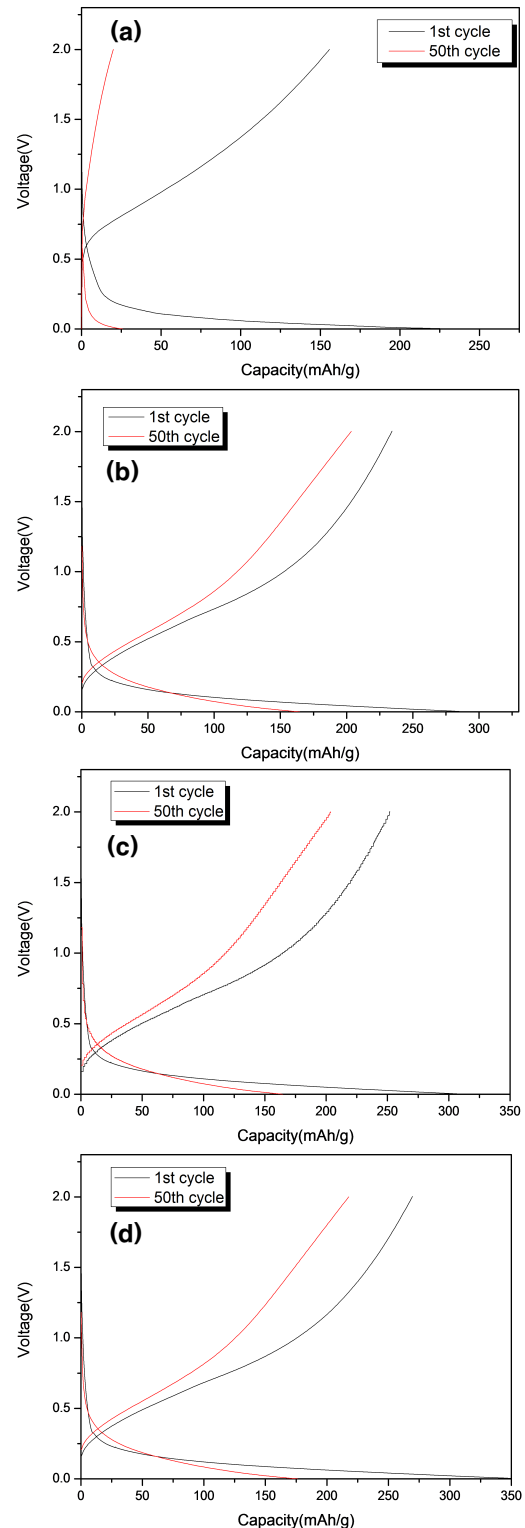 (a)
1st cycle
50th cycle
2.0
1.5
1.0
0.5
0.0
Voltage(V)
0 50 100 150 200 250
Capacity(mAh/g)
1st cycle
50th cycle
(b)
2.0
1.5
1.0
0.5
0.0
Voltage(V)
0 50 100 150 200 250 300
Capacity(mAh/g)
1st cycle
50th cycle
(c)
2.0
1.5
1.0
0.5
0.0
Voltage(V)
0 50 100 150 200 250 300 350
Capacity(mAh/g)
1st cycle
50th cycle
(d)
2.0
1.5
1.0
0.5
0.0
Voltage(V)
0 50 100 150 200 250 300 350
Capacity(mAh/g)